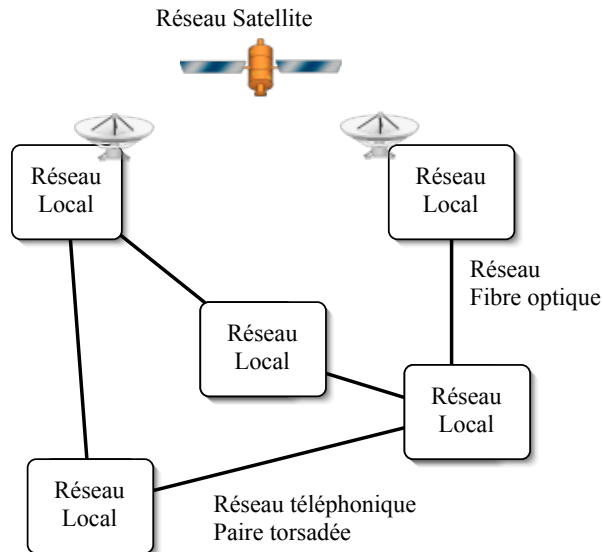 Réseau Satellite
Réseau
Local
Réseau
Local
Réseau
Fibre optique
Réseau
Local
Réseau
Local
Réseau
Local
Réseau téléphonique
Paire torsadée